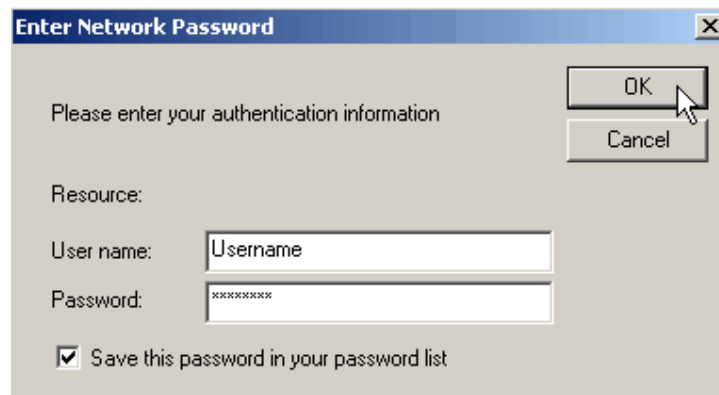 Enter Network Password
OK
Please enter your authentication information
Cancel
Resource:
User name: Username
Password: ********
Save this password in your password list